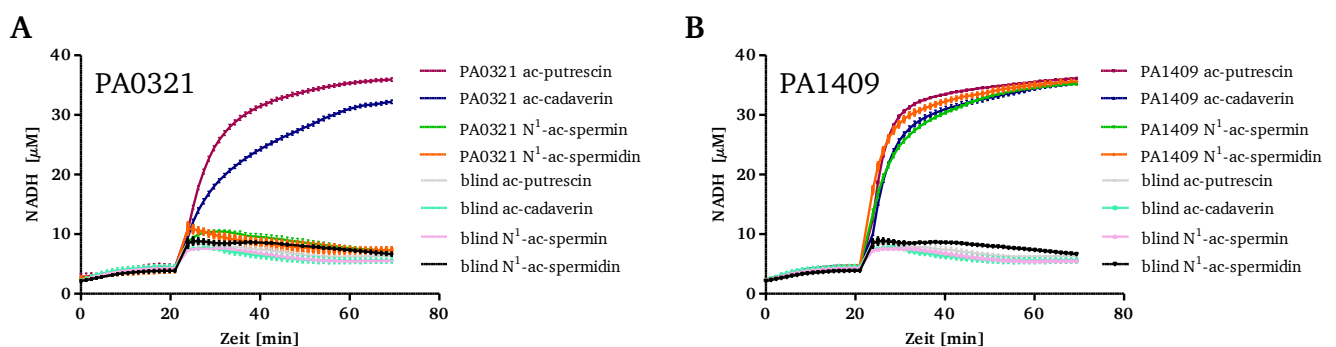 A
PA0321
NADH [µM]
40
30
20
10
0
0 20 40 60 80
Zeit [min]
PA0321 ac-putrescin
PA0321 ac-cadaverin
PA0321 N¹-ac-spermin
PA0321 N¹-ac-spermidin
blind ac-putrescin
blind ac-cadaverin
blind N¹-ac-spermin
blind N¹-ac-spermidin
B
PA1409
NADH [µM]
40
30
20
10
0
0 20 40 60 80
Zeit [min]
PA1409 ac-putrescin
PA1409 ac-cadaverin
PA1409 N¹-ac-spermin
PA1409 N¹-ac-spermidin
blind ac-putrescin
blind ac-cadaverin
blind N¹-ac-spermin
blind N¹-ac-spermidin